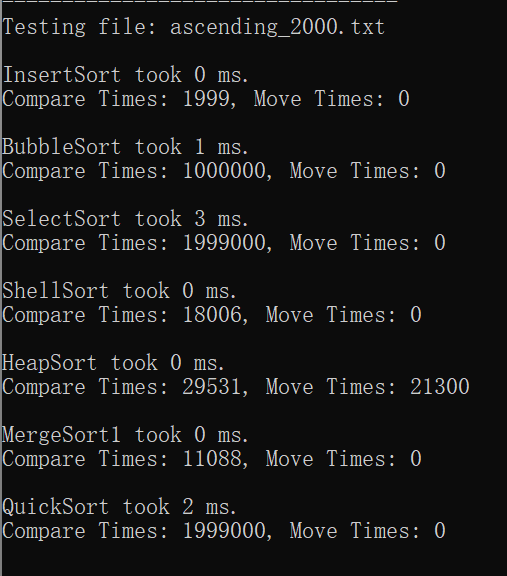 Testing file: ascending_2000.txt
InsertSort took 0 ms.
Compare Times: 1999, Move Times: 0
BubbleSort took 1 ms.
Compare Times: 1000000, Move Times: 0
SelectSort took 3 ms.
Compare Times: 1999000, Move Times: 0
ShellSort took 0 ms.
Compare Times: 18006, Move Times: 0
HeapSort took 0 ms.
Compare Times: 29531, Move Times: 21300
MergeSort1 took 0 ms.
Compare Times: 11088, Move Times: 0
QuickSort took 2 ms.
Compare Times: 1999000, Move Times: 0